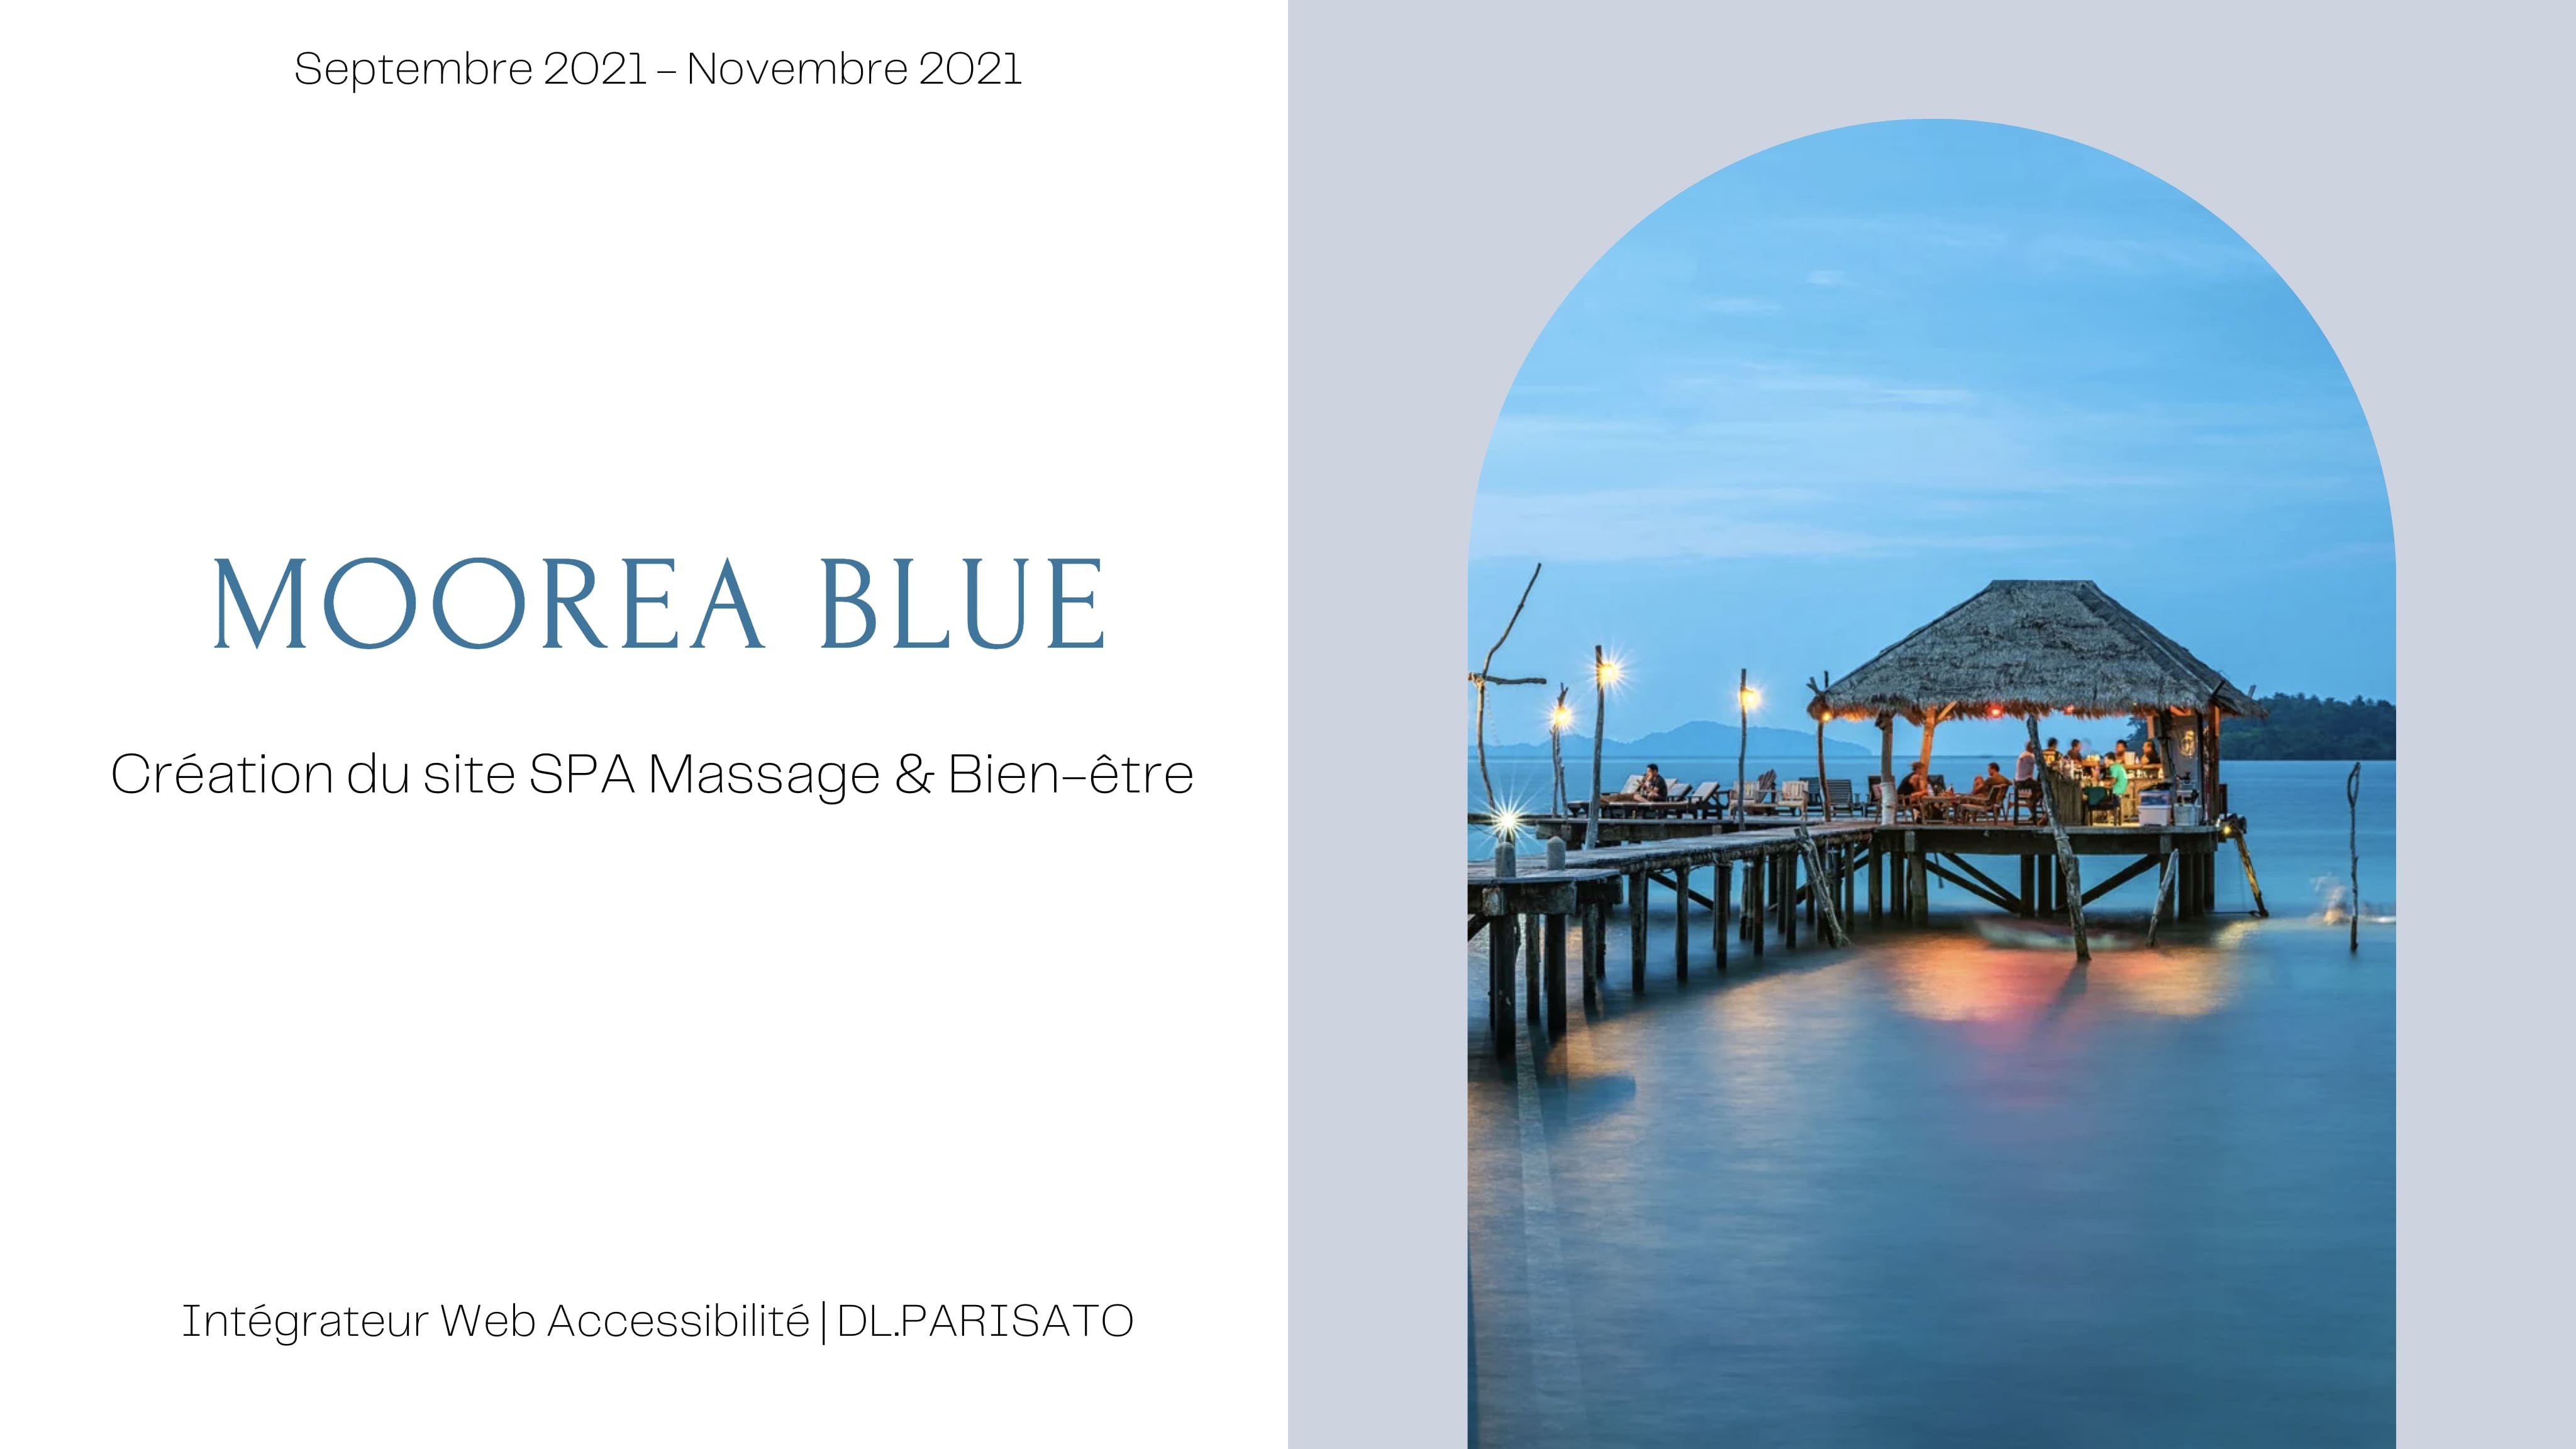 Septembre 2021 – Novembre 2021
MOOREA BLUE
Création du site SPA Massage & Bien-être
Intégrateur Web Accessibilité | DL.PARISATO